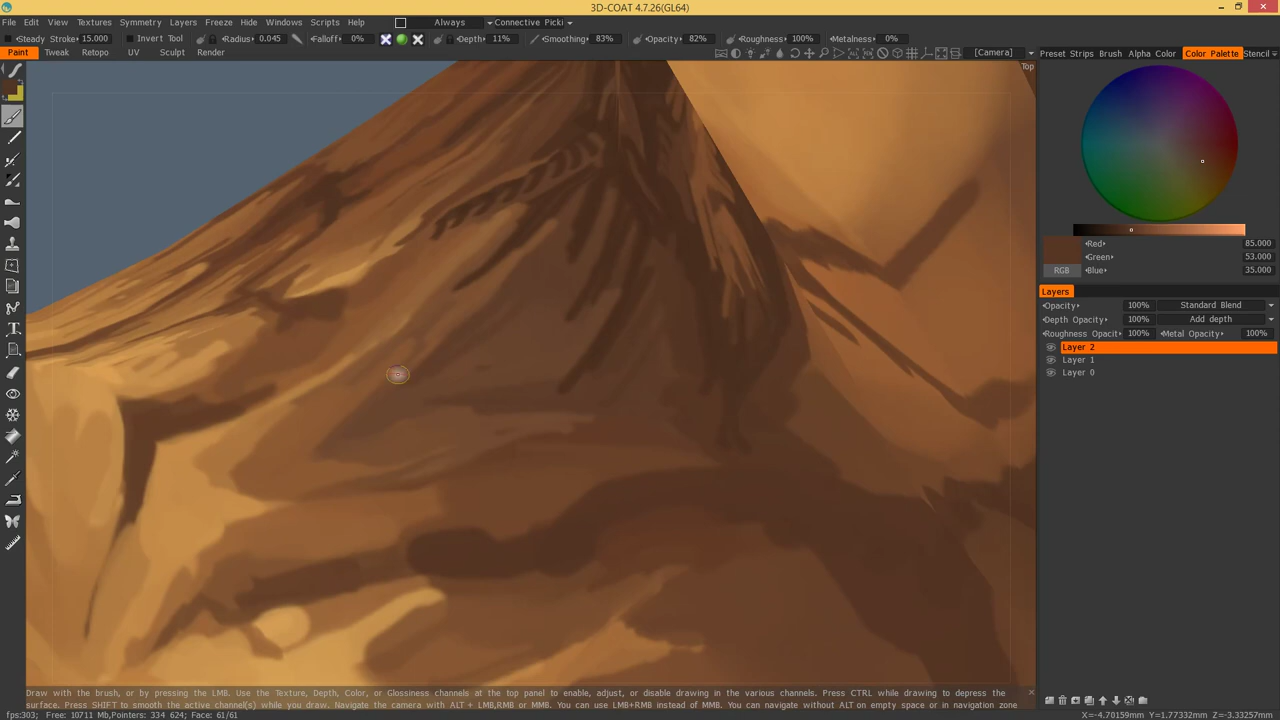 3D-COAT 4.7.26(GL64)
File Edit View Textures Symmetry Layers Freeze Hide Windows Scripts Help Always Connective Picki
Steady Stroke 15.000 Invert Tool Radius 0.045 Falloff 0% Depth 11% Smoothing 83% Opacity 82% Roughness 100% Metalness 0%
Paint Tweak Retopo UV Sculpt Render [Camera] Preset Strips Brush Alpha Color Color Palette Stencil
Top
Red 85.000
Green 53.000
RGB Blue 35.000
Layers
Opacity 100% Standard Blend
Depth Opacity 100% Add depth
Roughness Opacit 100% Metal Opacity 100%
Layer 2
Layer 1
Layer 0
Draw with the brush, or by pressing the LMB. Use the Texture, Depth, Color, or Glossiness channels at the top panel to enable, adjust, or disable drawing in the various channels. Press CTRL while drawing to depress the
surface. Press SHIFT to smooth the active channel(s) while you draw. Navigate the camera with ALT + LMB,RMB or MMB. You can use LMB+RMB instead of MMB. You can navigate without ALT on empty space or in navigation zone
fps:303; Free: 10711 Mb,Pointers: 334 624; Face: 61/61 X=-4.70159mm Y=1.77332mm Z=-3.33257mm